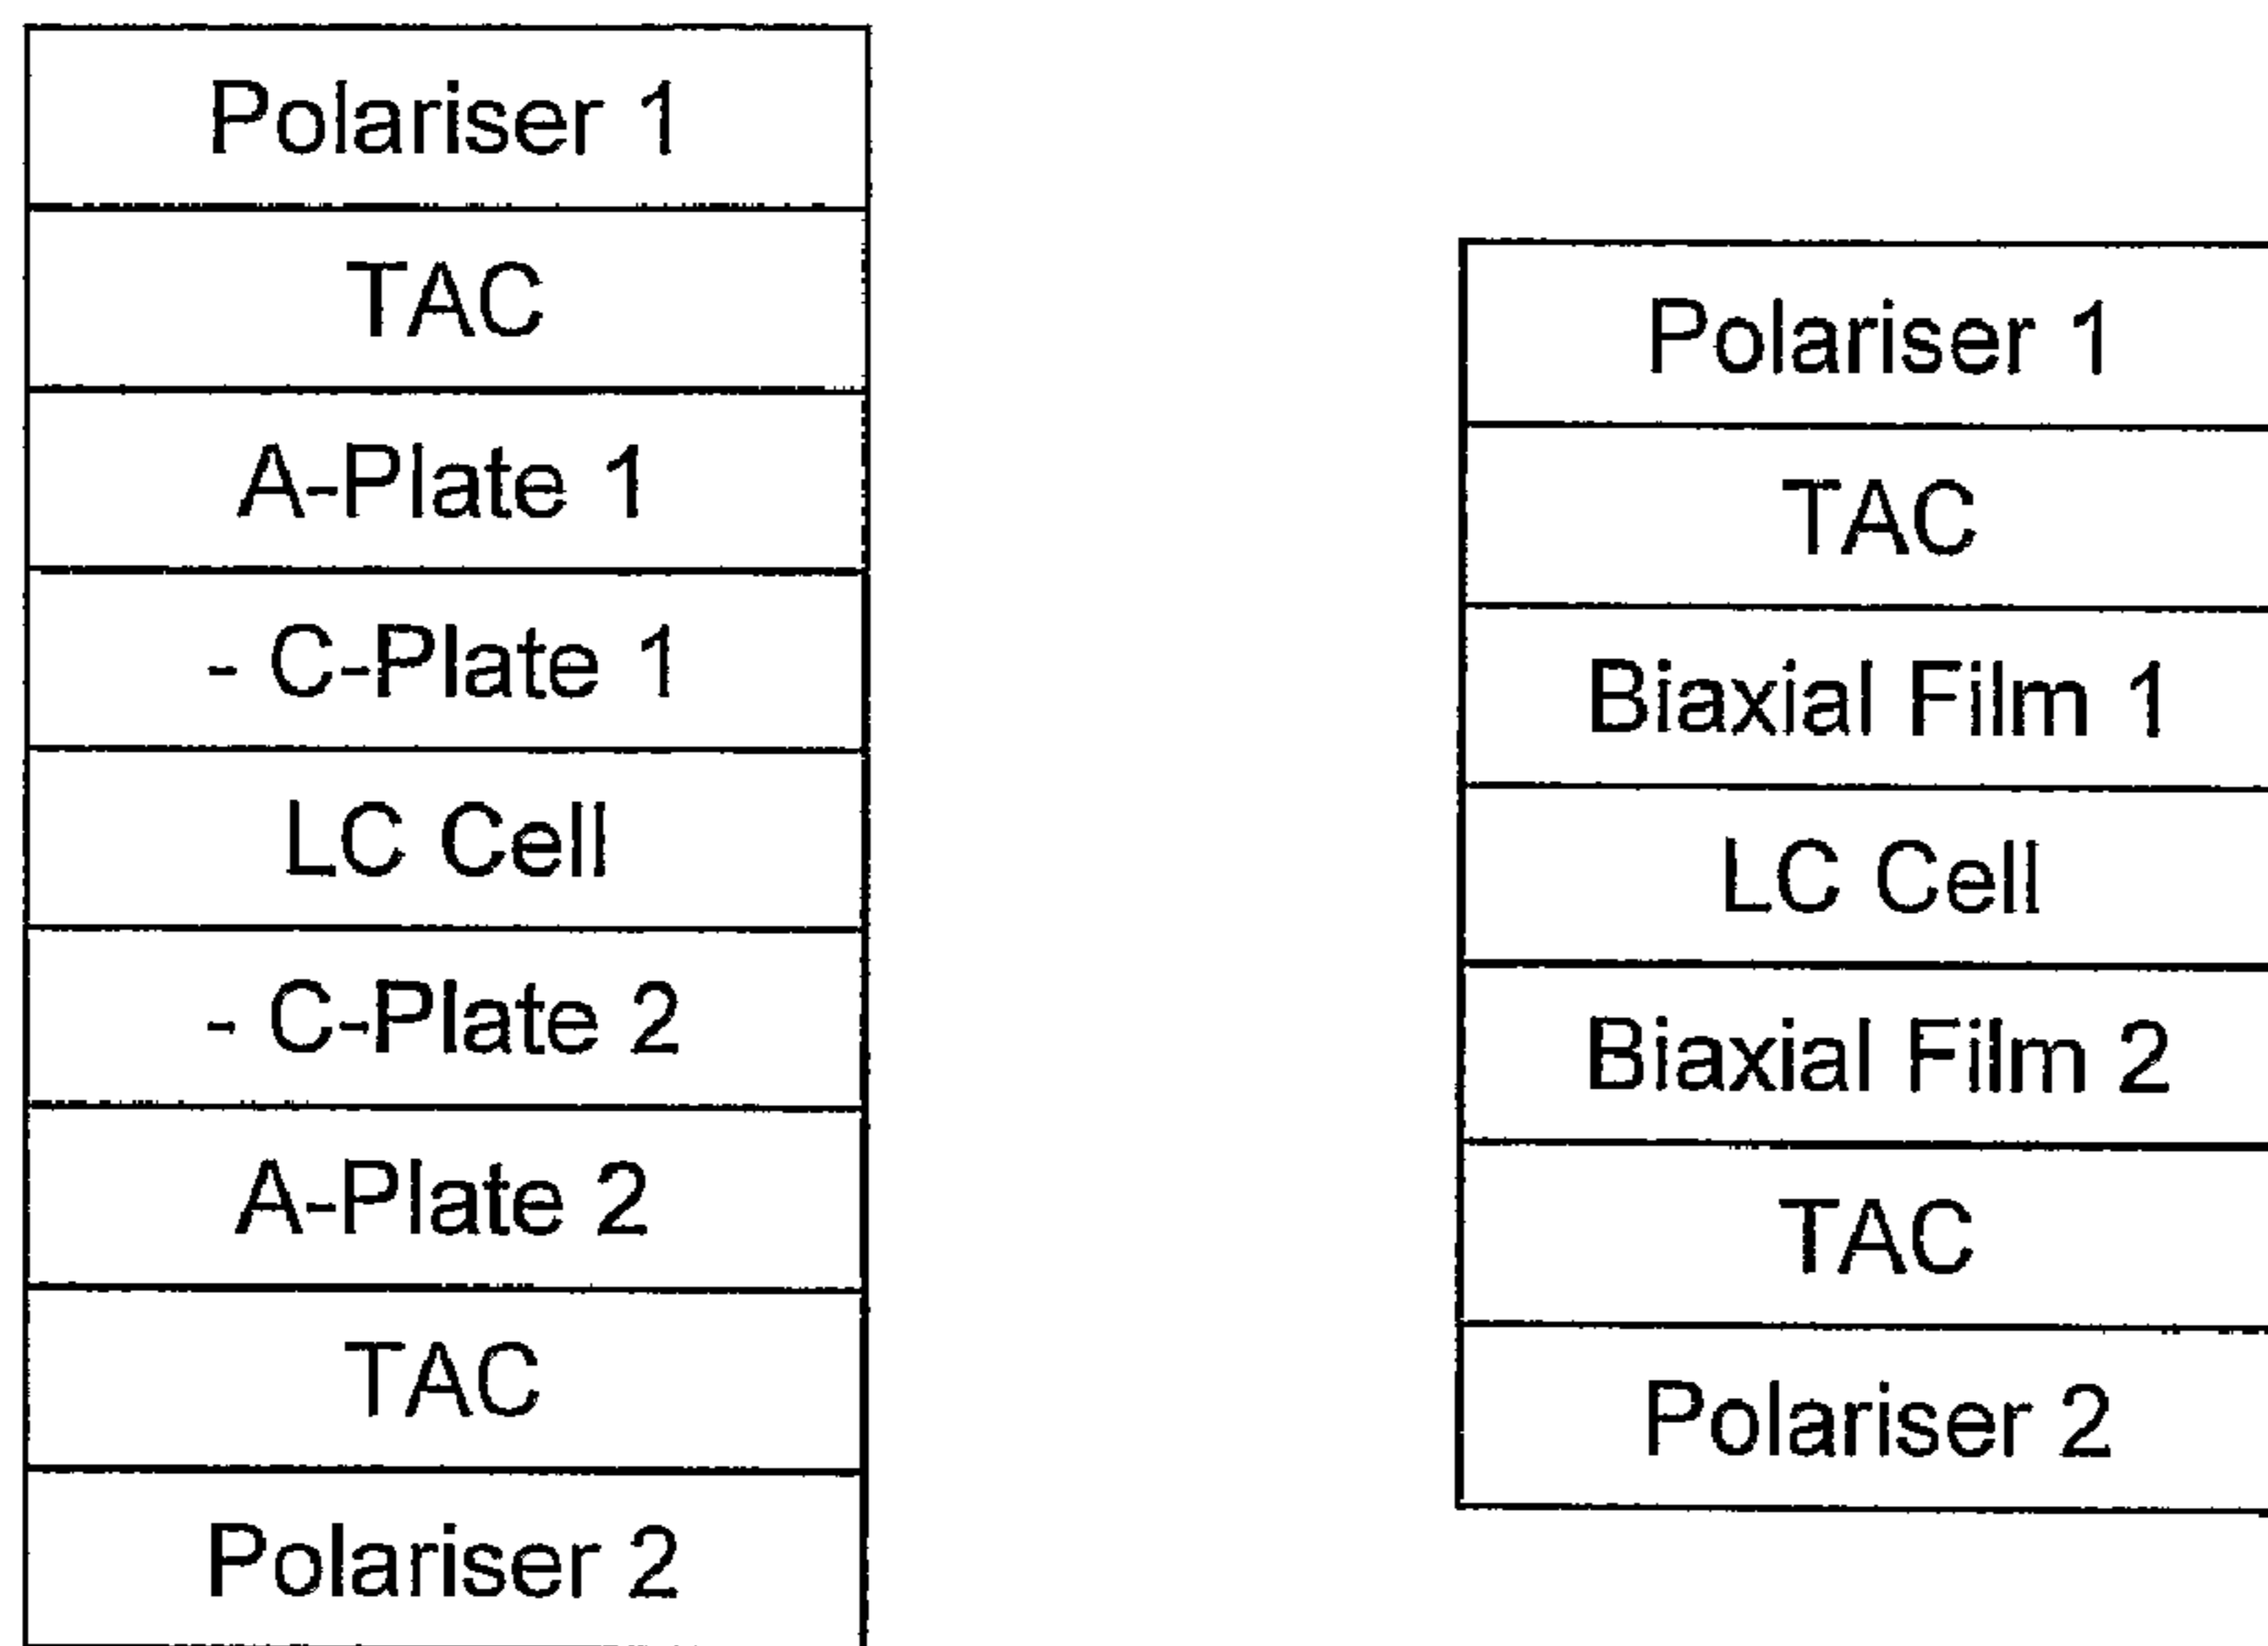 Polariser 1
TAC
A-Plate 1
- C-Plate 1
LC Cell
- C-Plate 2
A-Plate 2
TAC
Polariser 2
Polariser 1
TAC
Biaxial Film 1
LC Cell
Biaxial Film 2
TAC
Polariser 2